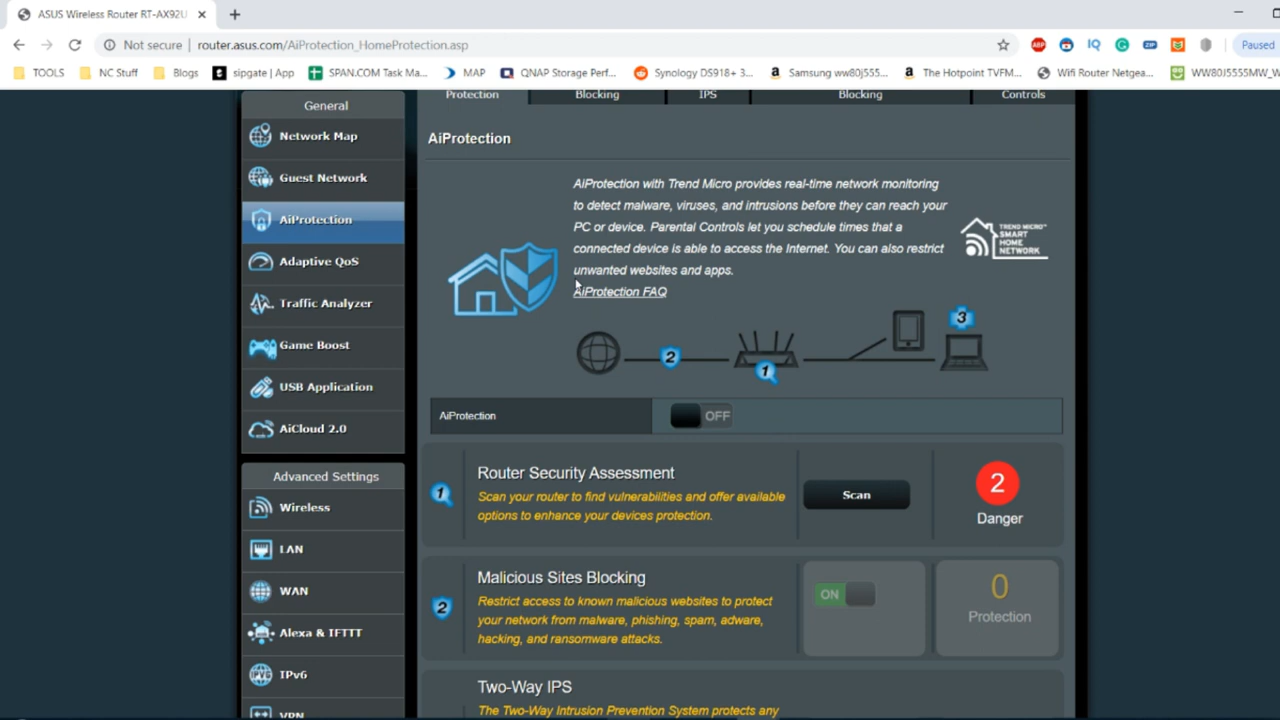 ASUS Wireless Router RT-AX92U
Not secure | router.asus.com/AiProtection_HomeProtection.asp
ABP
IQ
ZIP
Paused
TOOLS
NC Stuff
Blogs
sipgate | App
SPAN.COM Task Ma...
MAP
QNAP Storage Perf...
Synology DS918+ 3...
Samsung ww80j555...
The Hotpoint TVFM...
Wifi Router Netgea...
WW80J5555MW_W
General
Network Map
Guest Network
AiProtection
Adaptive QoS
Traffic Analyzer
Game Boost
USB Application
AiCloud 2.0
Advanced Settings
Wireless
LAN
WAN
Alexa & IFTTT
IPv6
VPN
Protection
Blocking
IPS
Blocking
Controls
AiProtection
AiProtection with Trend Micro provides real-time network monitoring
to detect malware, viruses, and intrusions before they can reach your
PC or device. Parental Controls let you schedule times that a
connected device is able to access the Internet. You can also restrict
unwanted websites and apps.
AiProtection FAQ
TREND MICRO™
SMART
HOME
NETWORK
2
1
3
AiProtection
OFF
1
Router Security Assessment
Scan your router to find vulnerabilities and offer available
options to enhance your devices protection.
Scan
2
Danger
2
Malicious Sites Blocking
Restrict access to known malicious websites to protect
your network from malware, phishing, spam, adware,
hacking, and ransomware attacks.
ON
0
Protection
Two-Way IPS
The Two-Way Intrusion Prevention System protects any